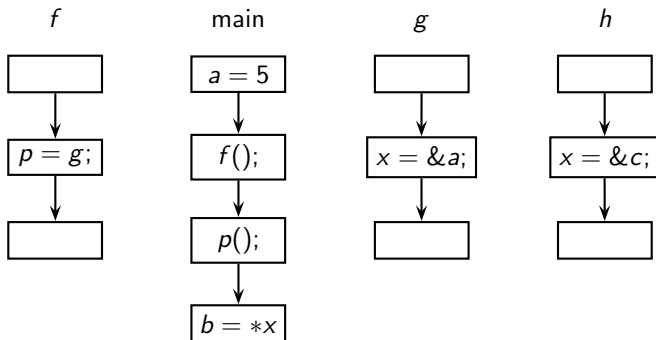 f main g h
a = 5
p = g; f(); x = &a; x = &c;
p();
b = *x